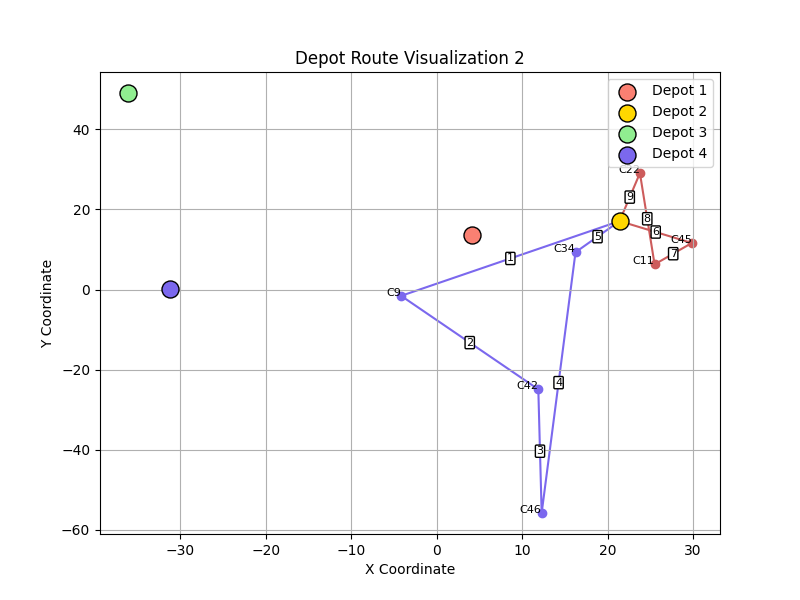 Depot Route Visualization 2
Depot 1
Depot 2
Depot 3
Depot 4
40
20
0
−20
−40
−60
−30
−20
−10
0
10
20
30
X Coordinate
Y Coordinate
C22
9
8
6
C45
7
C11
C34
5
1
C9
2
C42
4
3
C46